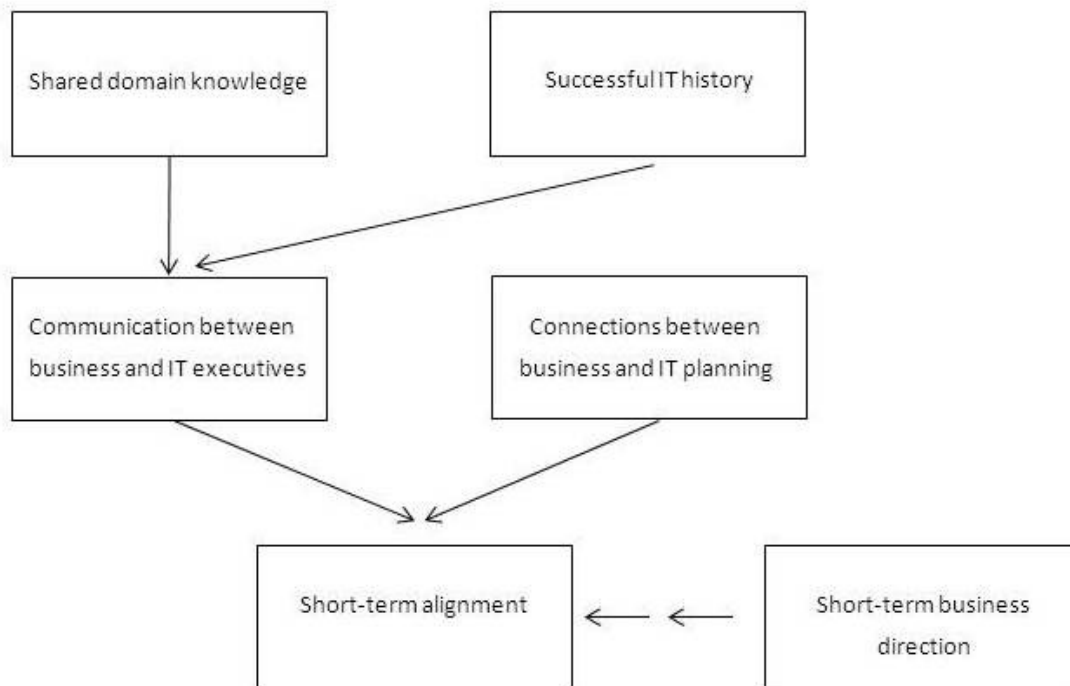 Shared domain knowledge
Successful IT history
Communication between
business and IT executives
Connections between
business and IT planning
Short-term alignment
Short-term business
direction